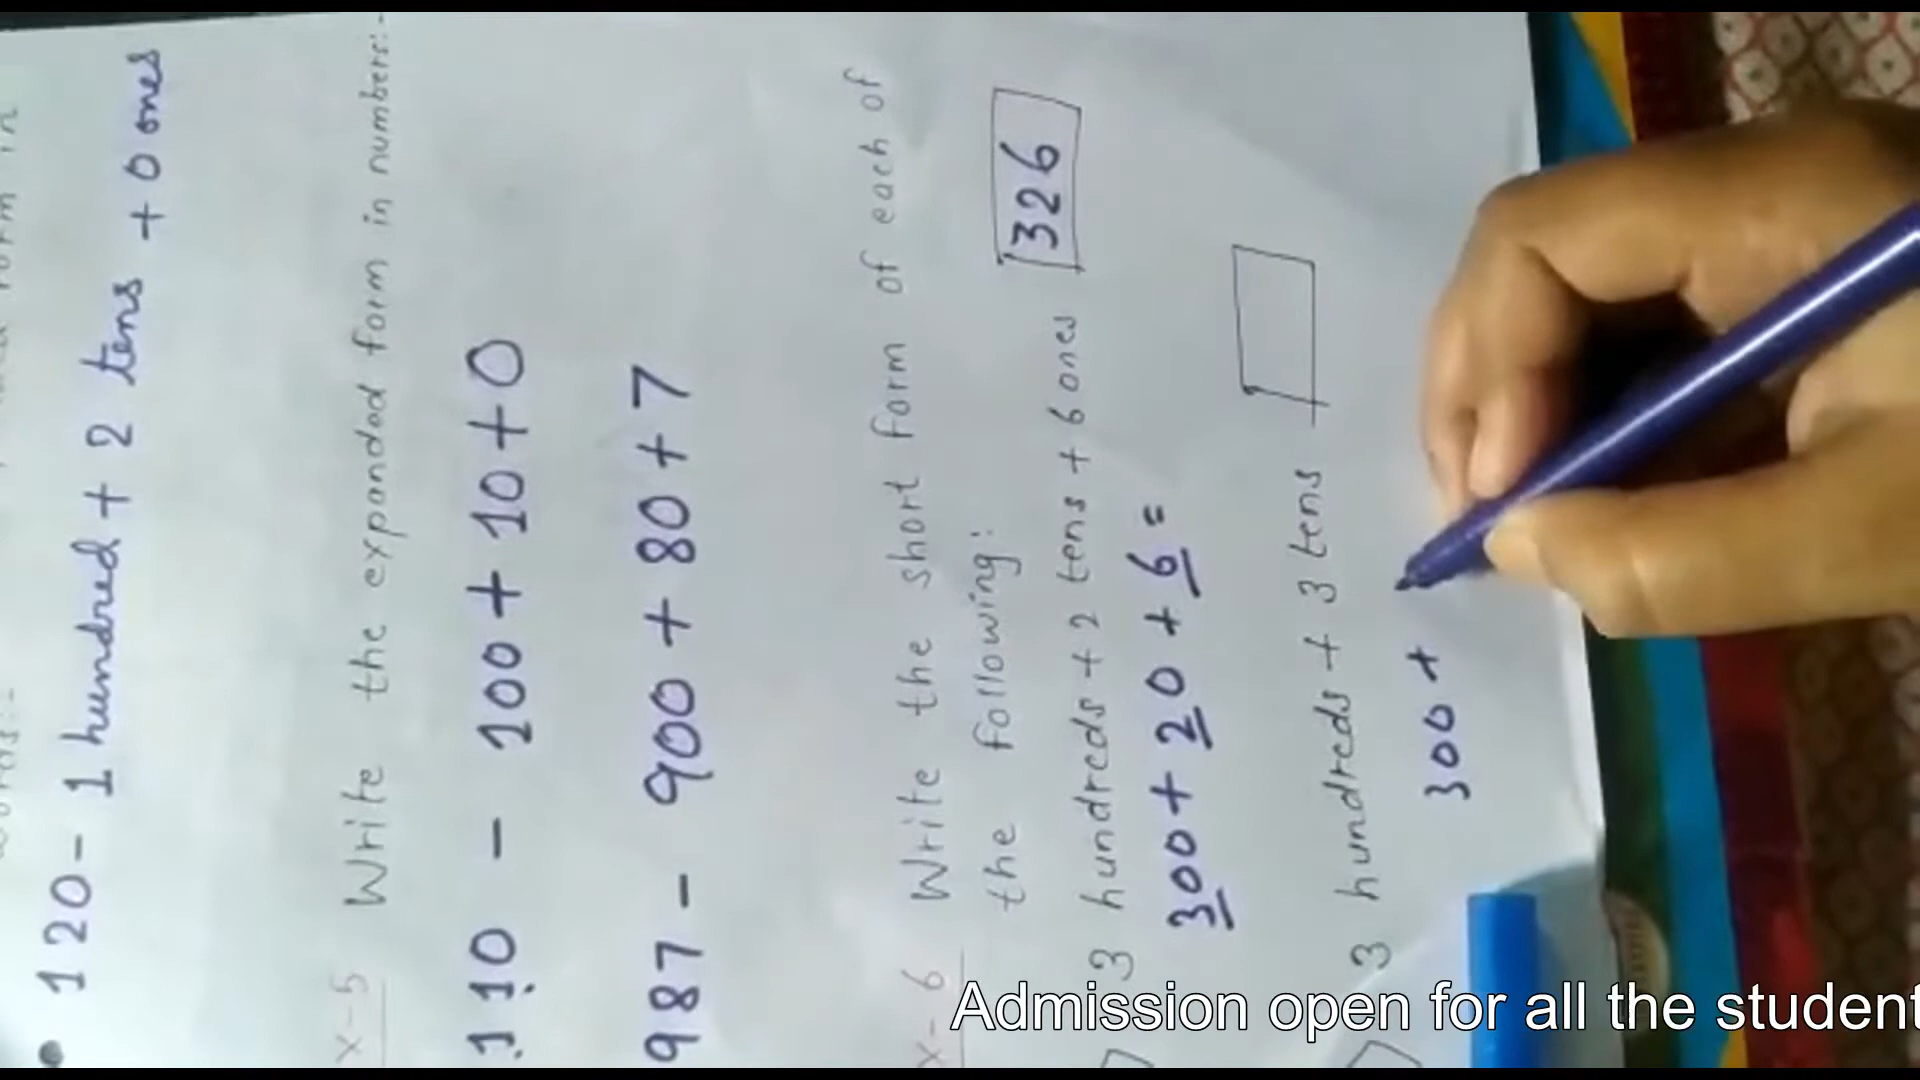 120 - 1 hundred + 2 tens + 0 ones
x-5 Write the expanded form in numbers:-
110 - 100 + 10 + 0
987 - 900 + 80 + 7
x-6 Write the short form of each of
the following:
3 hundreds + 2 tens + 6 ones 326
300 + 20 + 6 =
3 hundreds + 3 tens
300 +
Admission open for all the student